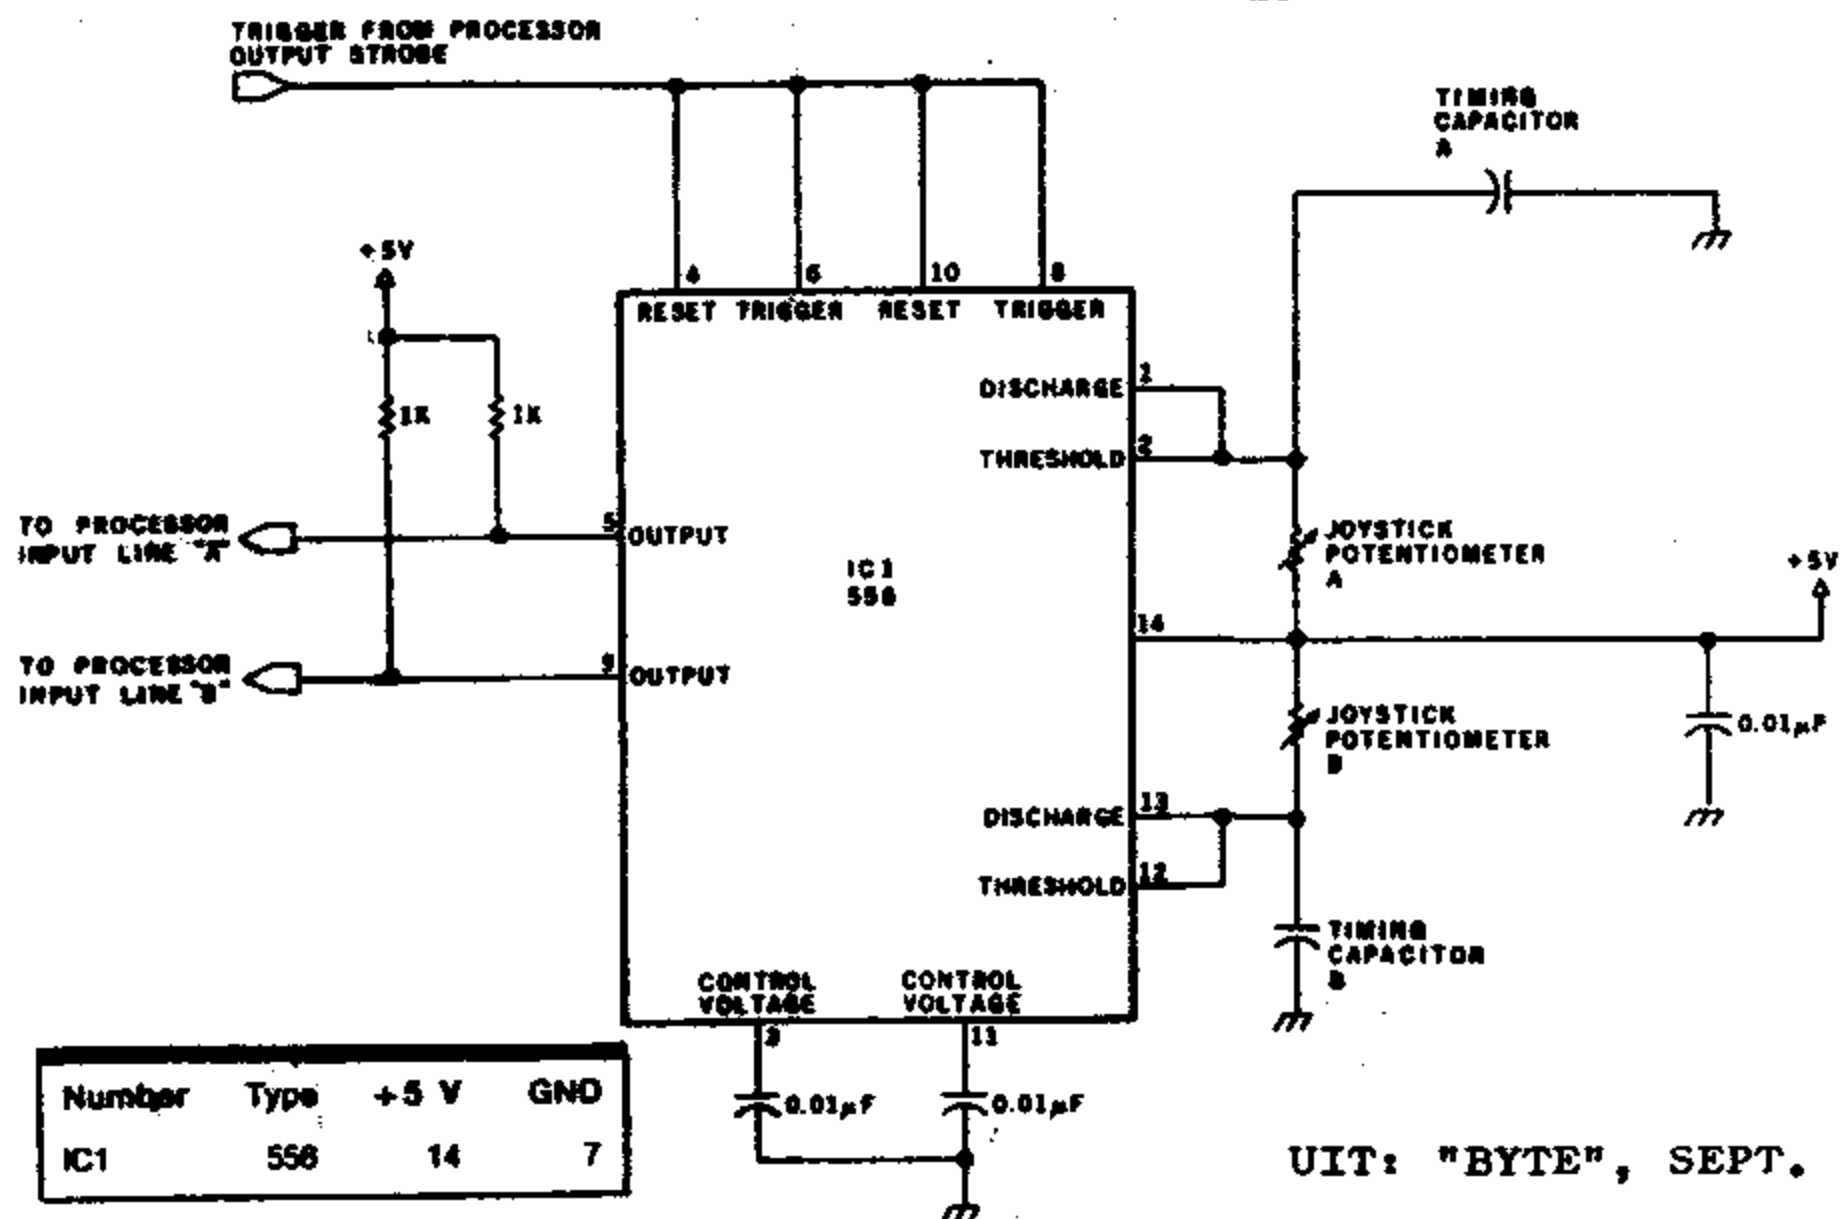 TRIGGER FROM PROCESSOR
OUTPUT STROBE
TIMING
CAPACITOR
A
+5V
4
6
10
8
RESET TRIGGER RESET TRIGGER
1K
1K
DISCHARGE
1
THRESHOLD
2
TO PROCESSOR
INPUT LINE "A"
5
OUTPUT
IC1
556
JOYSTICK
POTENTIOMETER
A
+5V
14
TO PROCESSOR
INPUT LINE "B"
9
OUTPUT
JOYSTICK
POTENTIOMETER
B
0.01µF
DISCHARGE
13
THRESHOLD
12
TIMING
CAPACITOR
B
CONTROL
VOLTAGE
CONTROL
VOLTAGE
3
11
0.01µF
0.01µF
Number Type +5 V GND
IC1 556 14 7
UIT: "BYTE", SEPT.